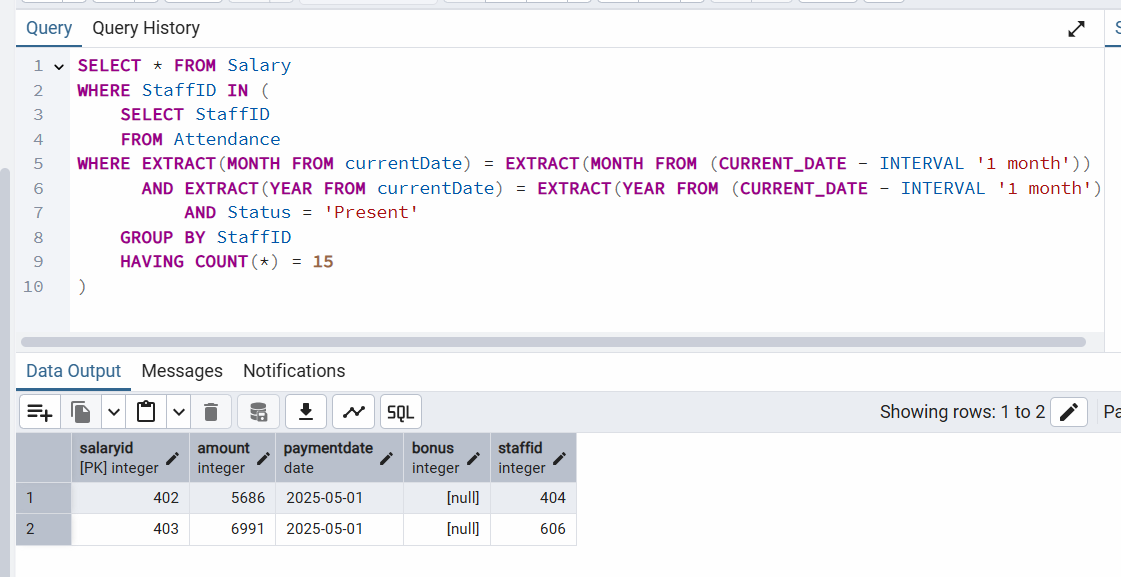 Query Query History
1 SELECT * FROM Salary
2 WHERE StaffID IN (
3 SELECT StaffID
4 FROM Attendance
5 WHERE EXTRACT(MONTH FROM currentDate) = EXTRACT(MONTH FROM (CURRENT_DATE - INTERVAL '1 month'))
6 AND EXTRACT(YEAR FROM currentDate) = EXTRACT(YEAR FROM (CURRENT_DATE - INTERVAL '1 month')
7 AND Status = 'Present'
8 GROUP BY StaffID
9 HAVING COUNT(*) = 15
10 )
Data Output Messages Notifications
SQL Showing rows: 1 to 2
salaryid amount paymentdate bonus staffid
[PK] integer integer date integer integer
1 402 5686 2025-05-01 [null] 404
2 403 6991 2025-05-01 [null] 606